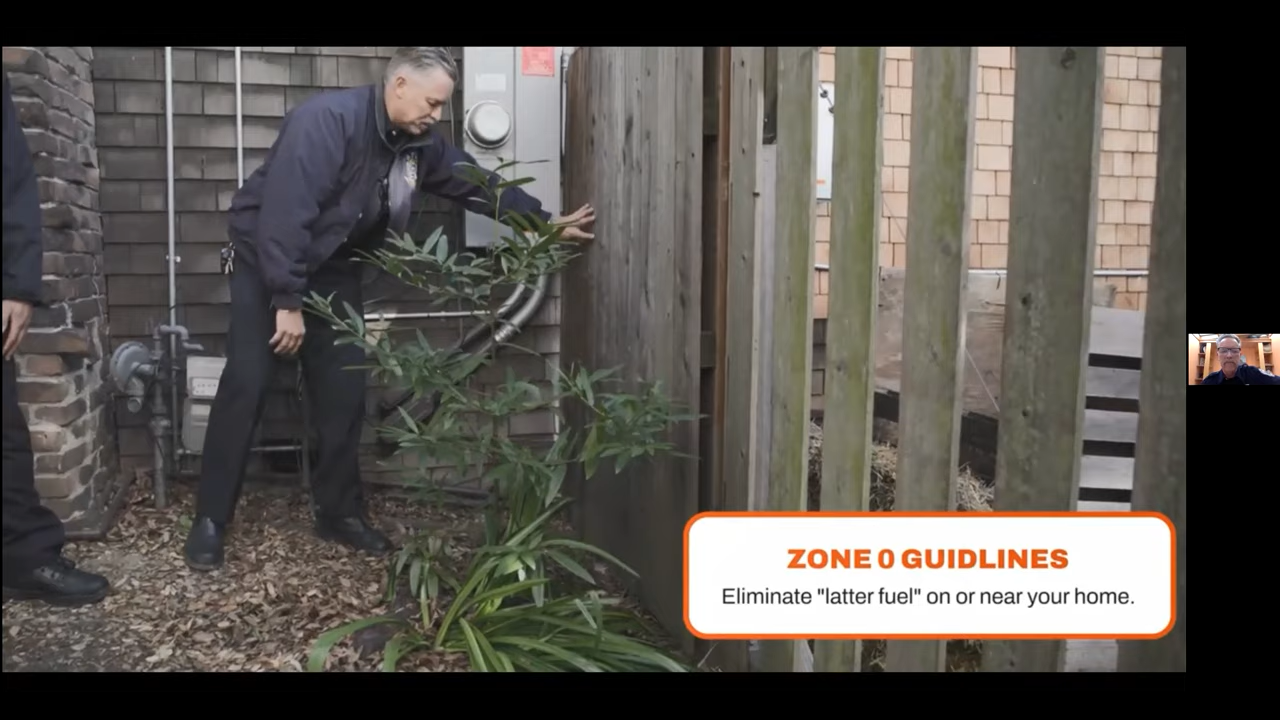 ZONE 0 GUIDLINES
Eliminate "latter fuel" on or near your home.